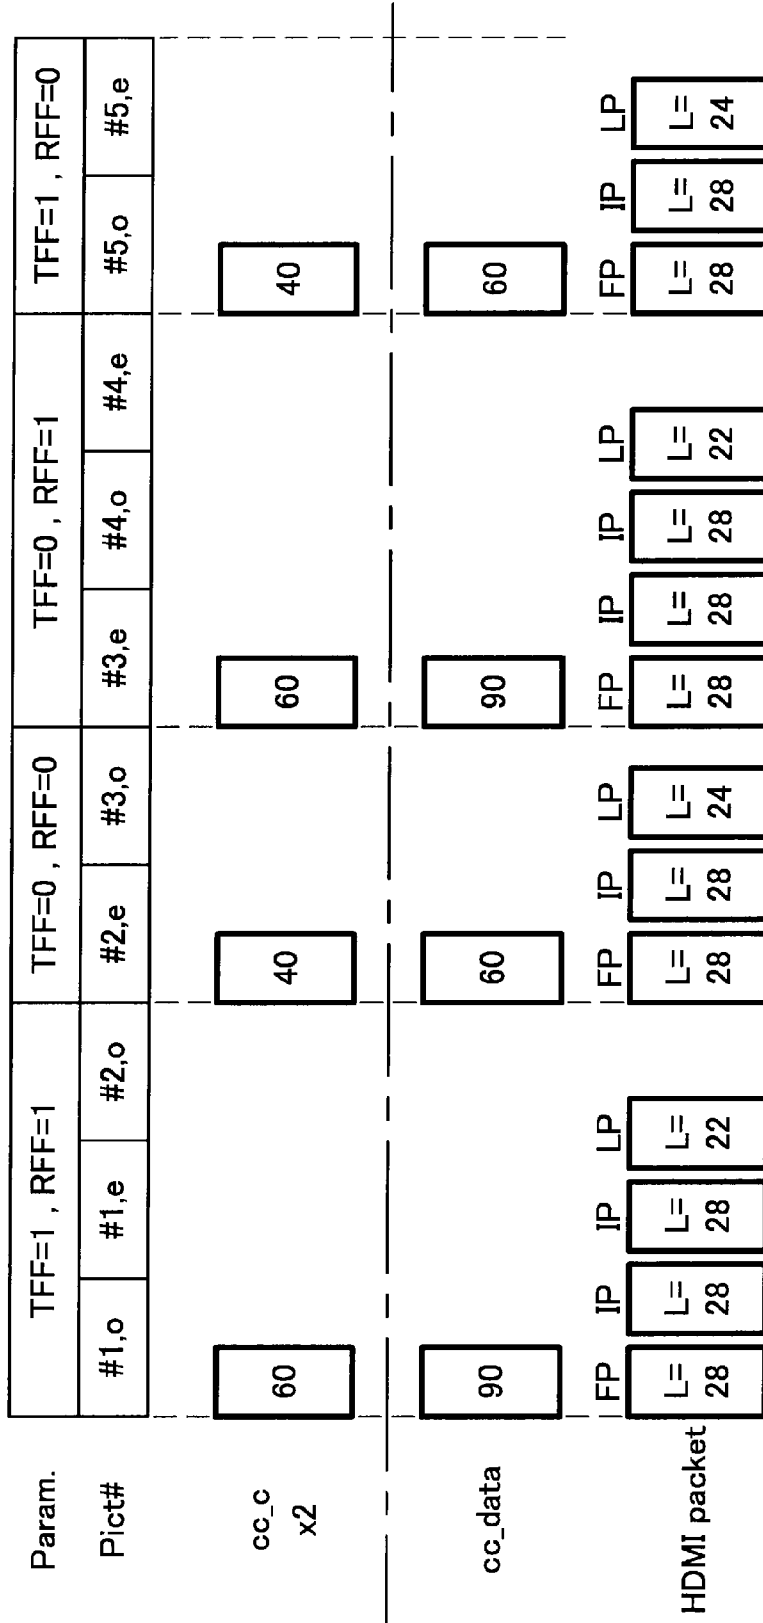 Param. TFF=1 , RFF=1 TFF=0 , RFF=0 TFF=0 , RFF=1 TFF=1 , RFF=0
Pict# #1,o #1,e #2,o #2,e #3,o #3,e #4,o #4,e #5,o #5,e
cc_c 60 40 60 40
x2
cc_data 90 60 90 60
FP IP IP LP FP IP LP FP IP IP LP FP IP LP
HDMI packet L= L= L= L= L= L= L= L= L= L= L= L= L= L=
28 28 28 22 28 28 24 28 28 28 22 28 28 24